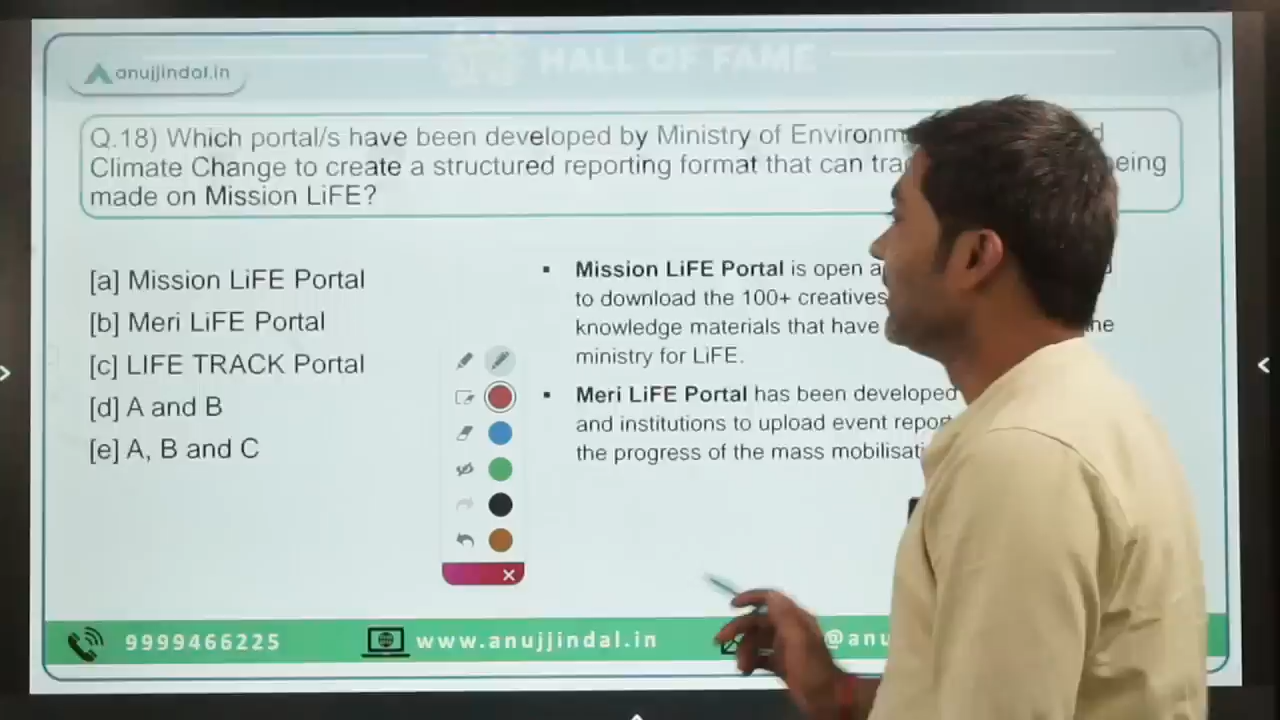 HALL OF FAME
anujjindal.in
Q.18) Which portal/s have been developed by Ministry of d
Climate Change to create a structured reporting format that can being
made on Mission LiFE?
[a] Mission LiFE Portal
[b] Meri LiFE Portal
[c] LIFE TRACK Portal
[d] A and B
[e] A, B and C
▪ Mission LiFE Portal is open
to download the 100+ creatives
knowledge materials that have
ministry for LiFE.
▪ Meri LiFE Portal has been developed
and institutions to upload event
the progress of the mass
9999466225
www.anujjindal.in
@anu